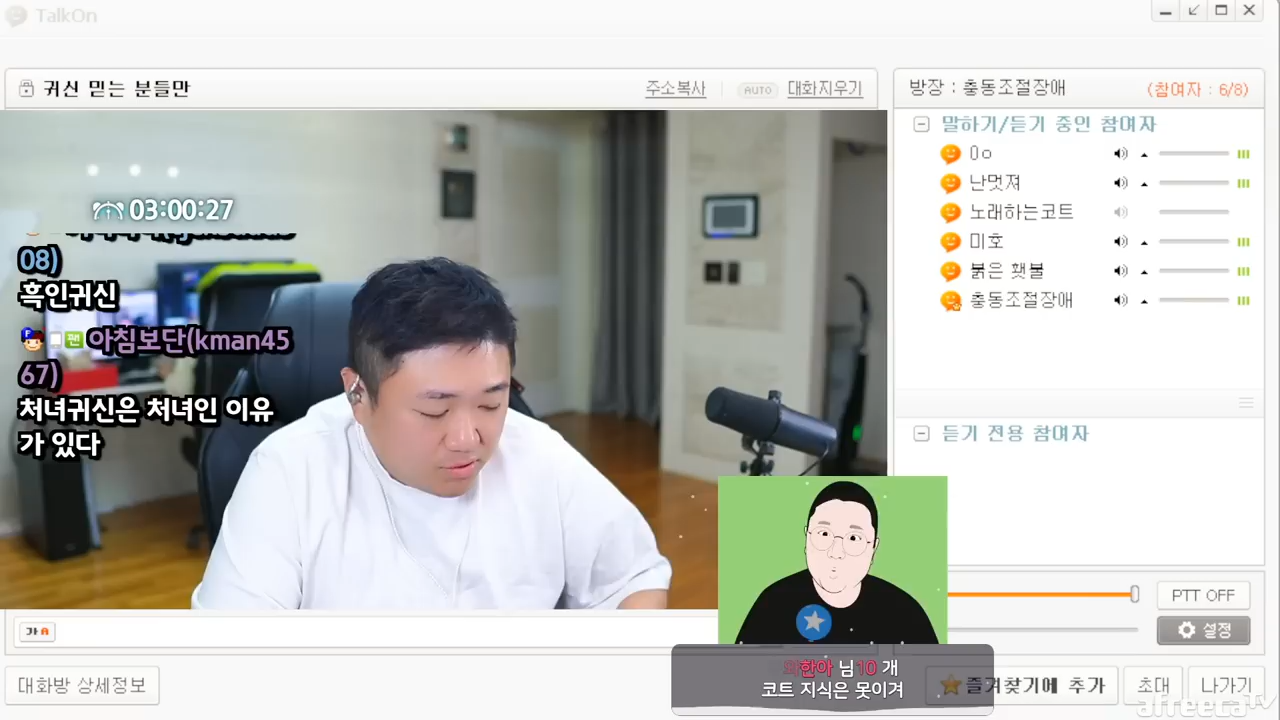 TalkOn
귀신 믿는 분들만
주소복사
AUTO
대화지우기
방장 : 충동조절장애
(참여자 : 6/8)
말하기/듣기 중인 참여자
난멋져
노래하는코트
미호
붉은 횃불
충동조절장애
듣기 전용 참여자
03:00:27
08)
흑인귀신
팬 아침보단(kman45
67)
처녀귀신은 처녀인 이유
가 있다
가
PTT OFF
설정
한아 님10 개
코트 지식은 못이겨
대화방 상세정보
즐겨찾기에 추가
초대
나가기
afreecaTV